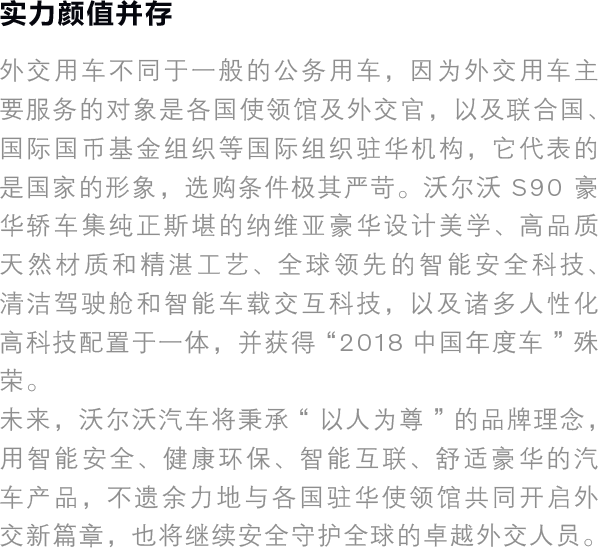 实力颜值并存
外交用车不同于一般的公务用车，因为外交用车主
要服务的对象是各国使领馆及外交官，以及联合国、
国际国币基金组织等国际组织驻华机构，它代表的
是国家的形象，选购条件极其严苛。沃尔沃 S90 豪
华轿车集纯正斯堪的纳维亚豪华设计美学、高品质
天然材质和精湛工艺、全球领先的智能安全科技、
清洁驾驶舱和智能车载交互科技，以及诸多人性化
高科技配置于一体，并获得“2018 中国年度车 ”殊
荣。
未来，沃尔沃汽车将秉承 “ 以人为尊 ” 的品牌理念，
用智能安全、健康环保、智能互联、舒适豪华的汽
车产品，不遗余力地与各国驻华使领馆共同开启外
交新篇章，也将继续安全守护全球的卓越外交人员。